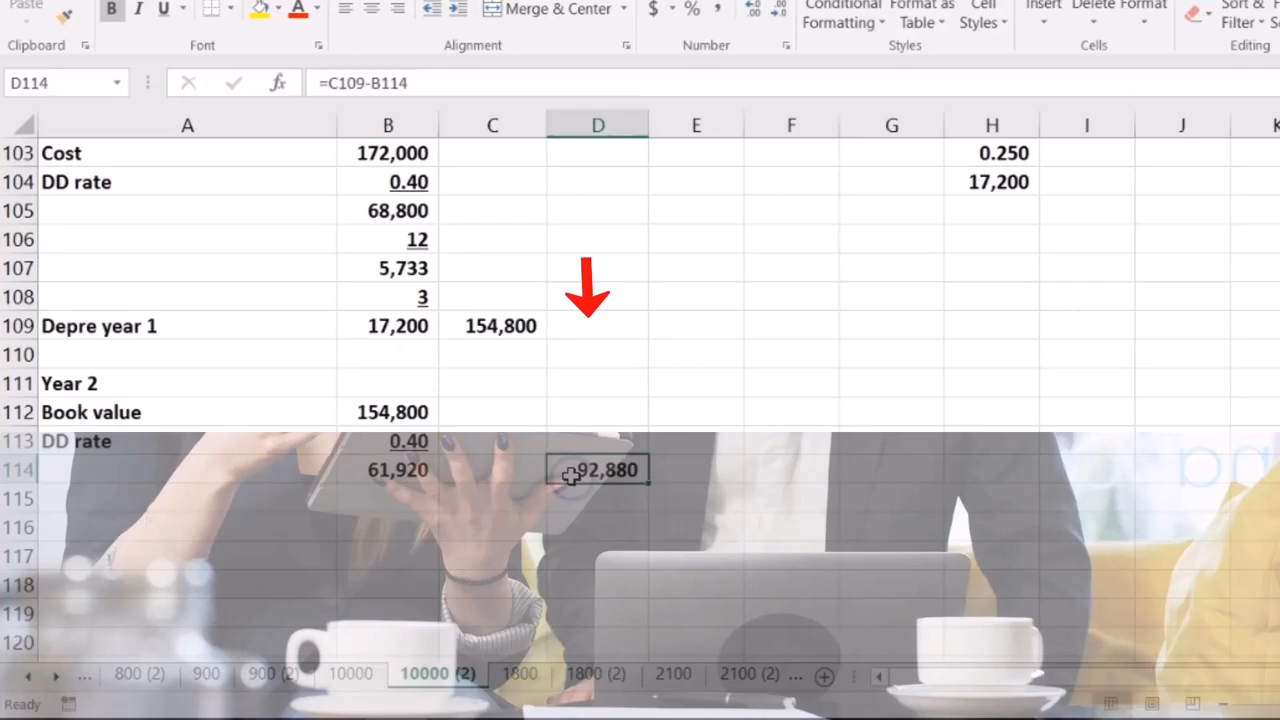 Paste
B I U A
Merge & Center
$ % ,
Conditional Format as Cell
Formatting Table Styles
Insert Delete Format
Sort &
Filter
Clipboard Font Alignment Number Styles Cells Editing
D114 fx =C109-B114
A B C D E F G H I J K
103 Cost 172,000 0.250
104 DD rate 0.40 17,200
105 68,800
106 12
107 5,733
108 3
109 Depre year 1 17,200 154,800
110
111 Year 2
112 Book value 154,800
113 DD rate 0.40
114 61,920 92,880
115
116
117
118
119
120
... 800 (2) 900 900 (2) 10000 10000 (2) 1800 1800 (2) 2100 2100 (2) ...
Ready